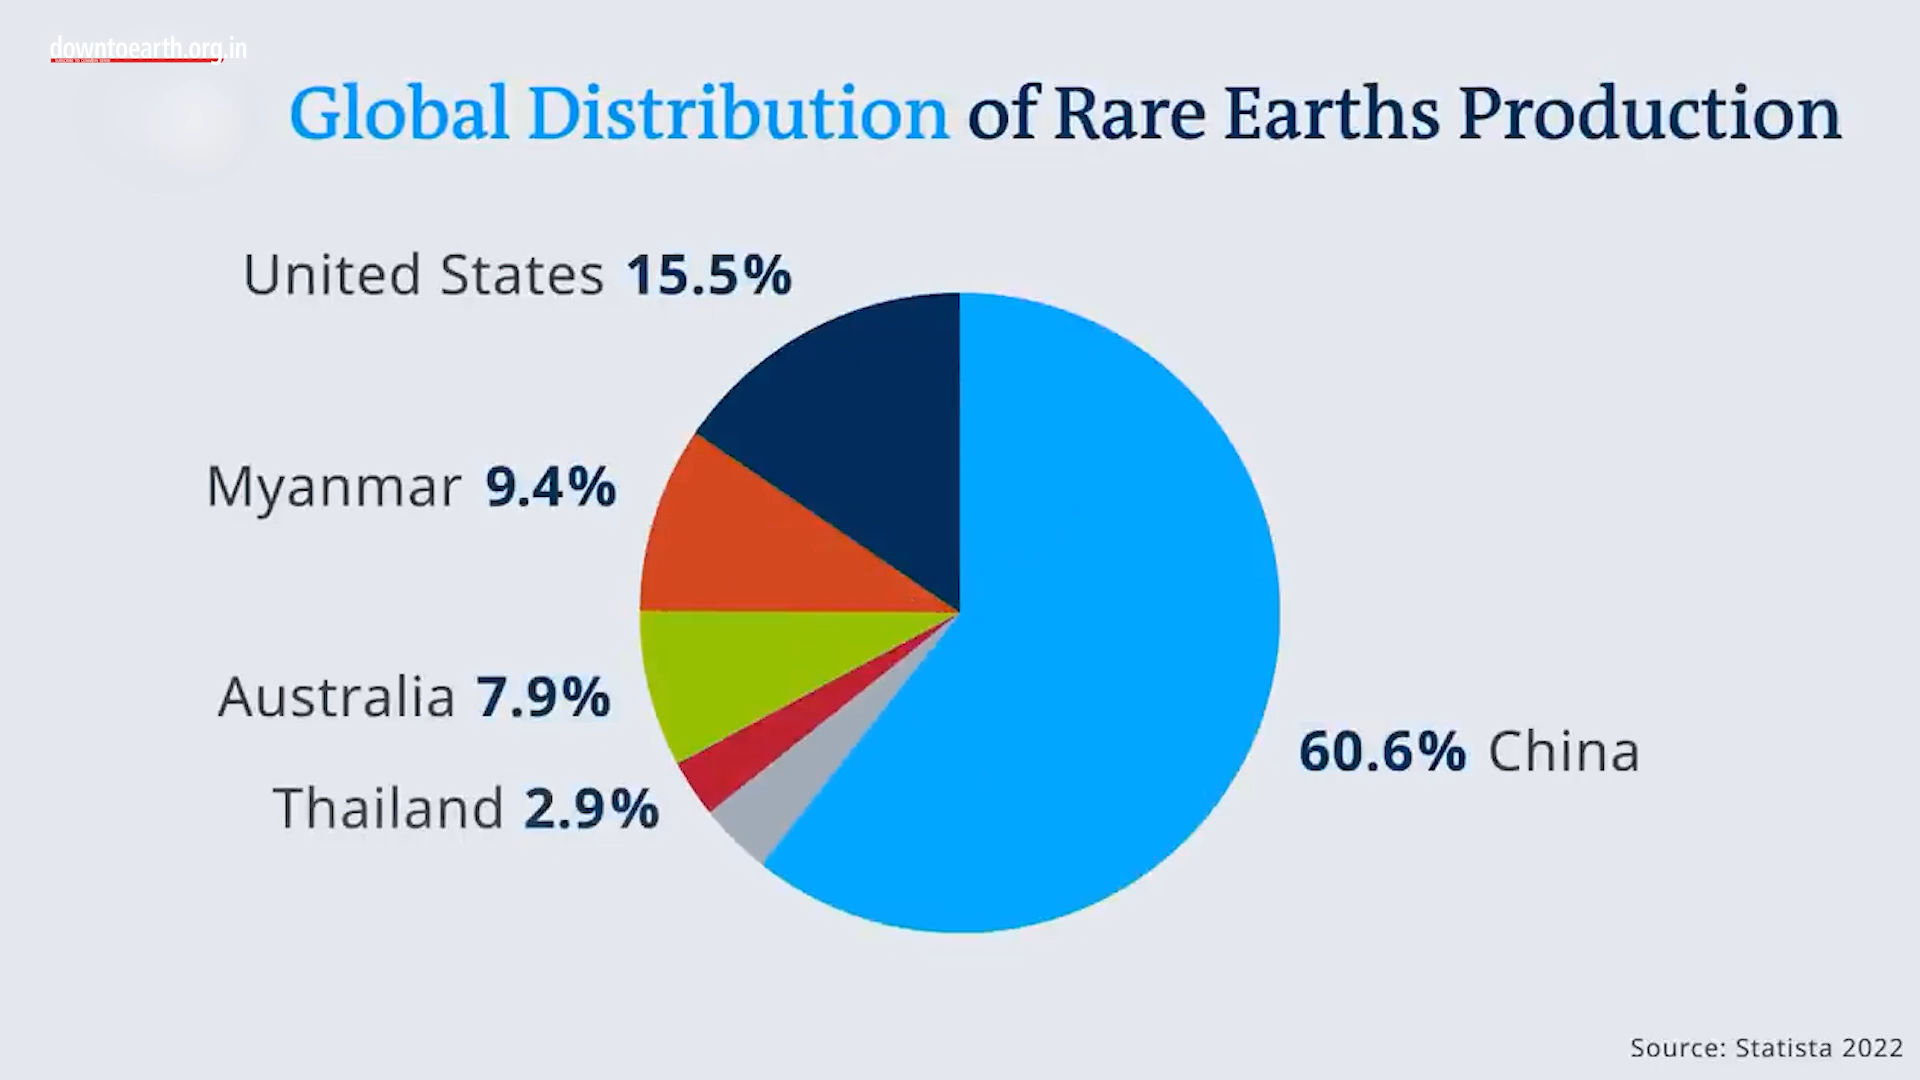 downtoearth.org.in
Global Distribution of Rare Earths Production
United States 15.5%
Myanmar 9.4%
Australia 7.9%
60.6% China
Thailand 2.9%
Source: Statista 2022